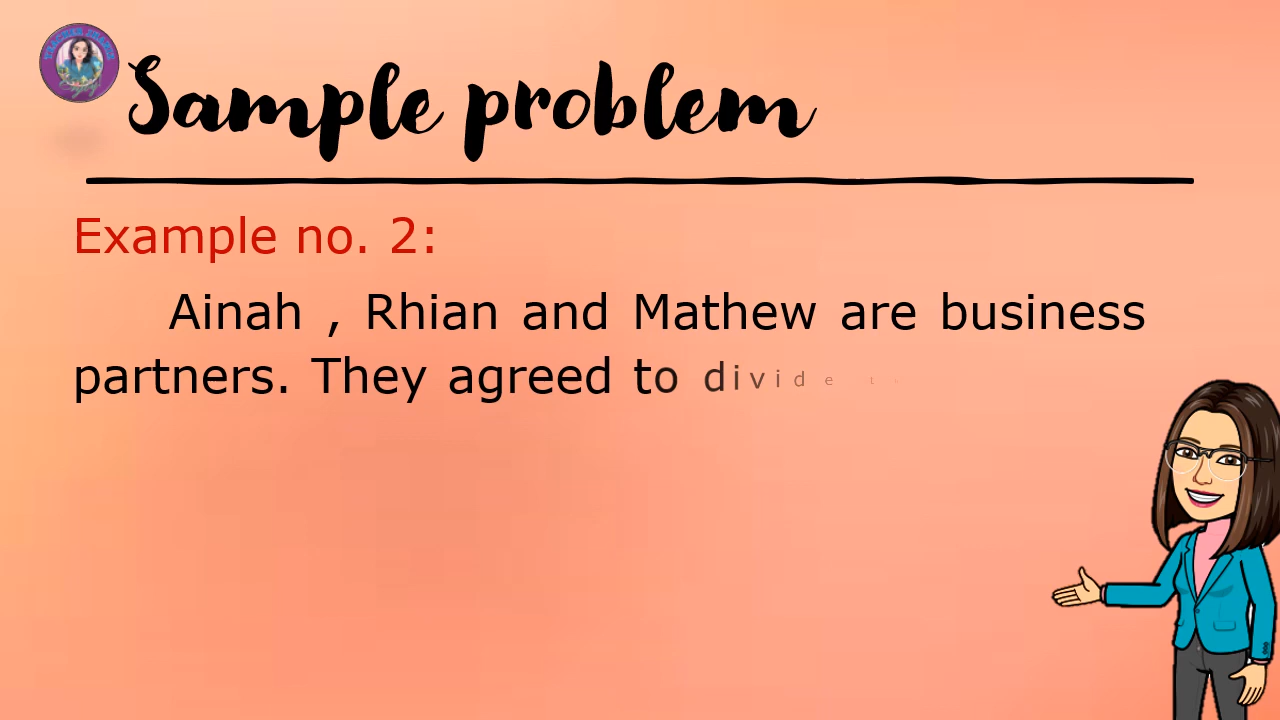 Sample problem
Example no. 2:
Ainah , Rhian and Mathew are business
partners. They agreed to divide